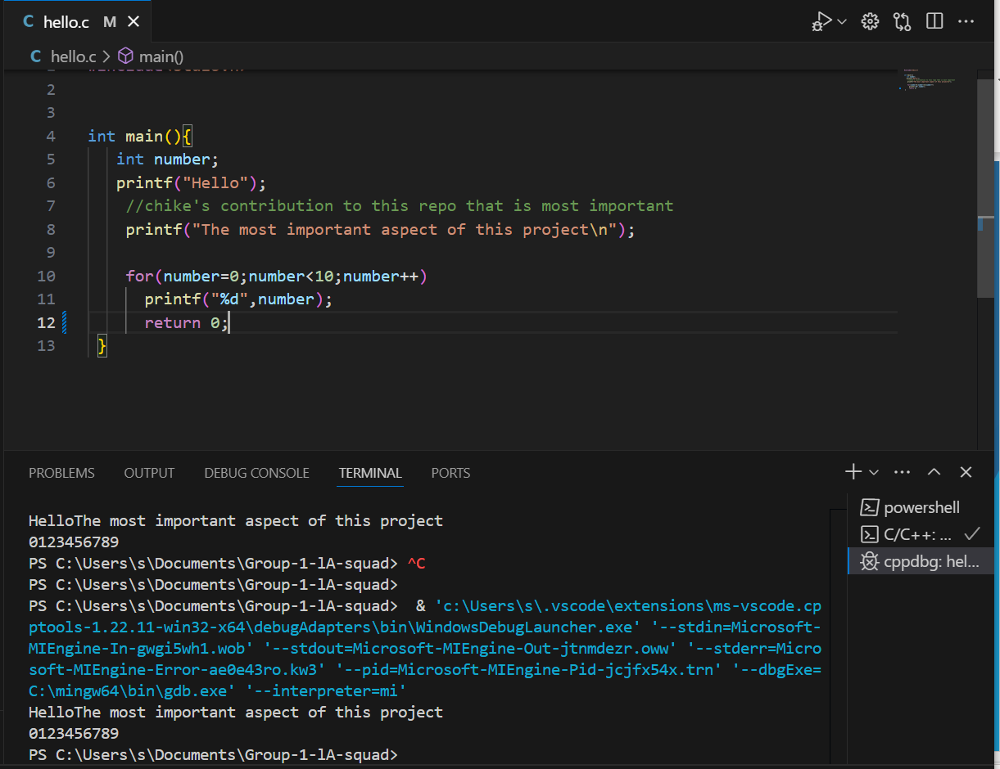 hello.c M
hello.c > main()
2
3
4 int main(){
5 int number;
6 printf("Hello");
7 //chike's contribution to this repo that is most important
8 printf("The most important aspect of this project\n");
9
10 for(number=0;number<10;number++)
11 printf("%d",number);
12 return 0;
13 }
PROBLEMS OUTPUT DEBUG CONSOLE TERMINAL PORTS
powershell
C/C++: ...
cppdbg: hel...
HelloThe most important aspect of this project
0123456789
PS C:\Users\s\Documents\Group-1-lA-squad> ^C
PS C:\Users\s\Documents\Group-1-lA-squad>
PS C:\Users\s\Documents\Group-1-lA-squad> & 'c:\Users\s\.vscode\extensions\ms-vscode.cp
ptools-1.22.11-win32-x64\debugAdapters\bin\WindowsDebugLauncher.exe' '--stdin=Microsoft-
MIEngine-In-gwgi5wh1.wob' '--stdout=Microsoft-MIEngine-Out-jtnmdezr.oww' '--stderr=Micro
soft-MIEngine-Error-ae0e43ro.kw3' '--pid=Microsoft-MIEngine-Pid-jcjfx54x.trn' '--dbgExe=
C:\mingw64\bin\gdb.exe' '--interpreter=mi'
HelloThe most important aspect of this project
0123456789
PS C:\Users\s\Documents\Group-1-lA-squad>